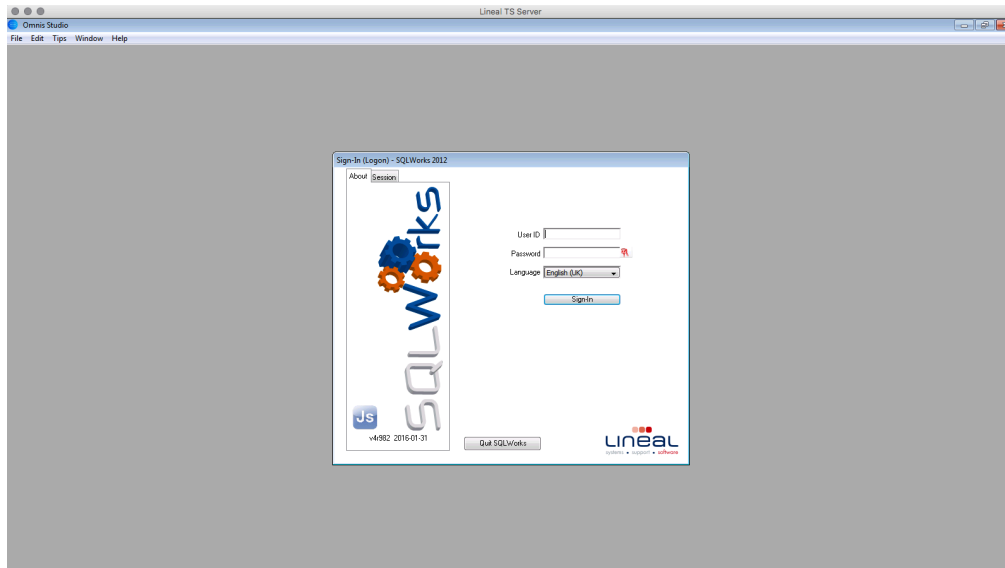 Lineal TS Server
Omnis Studio
File Edit Tips Window Help
Sign-In (Logon) - SQLWorks 2012
About Session
SQLWorks
User ID
Password
Language English (UK)
Sign-In
Js
v4r982 2016-01-31
Quit SQLWorks
Lineal
systems • support • software